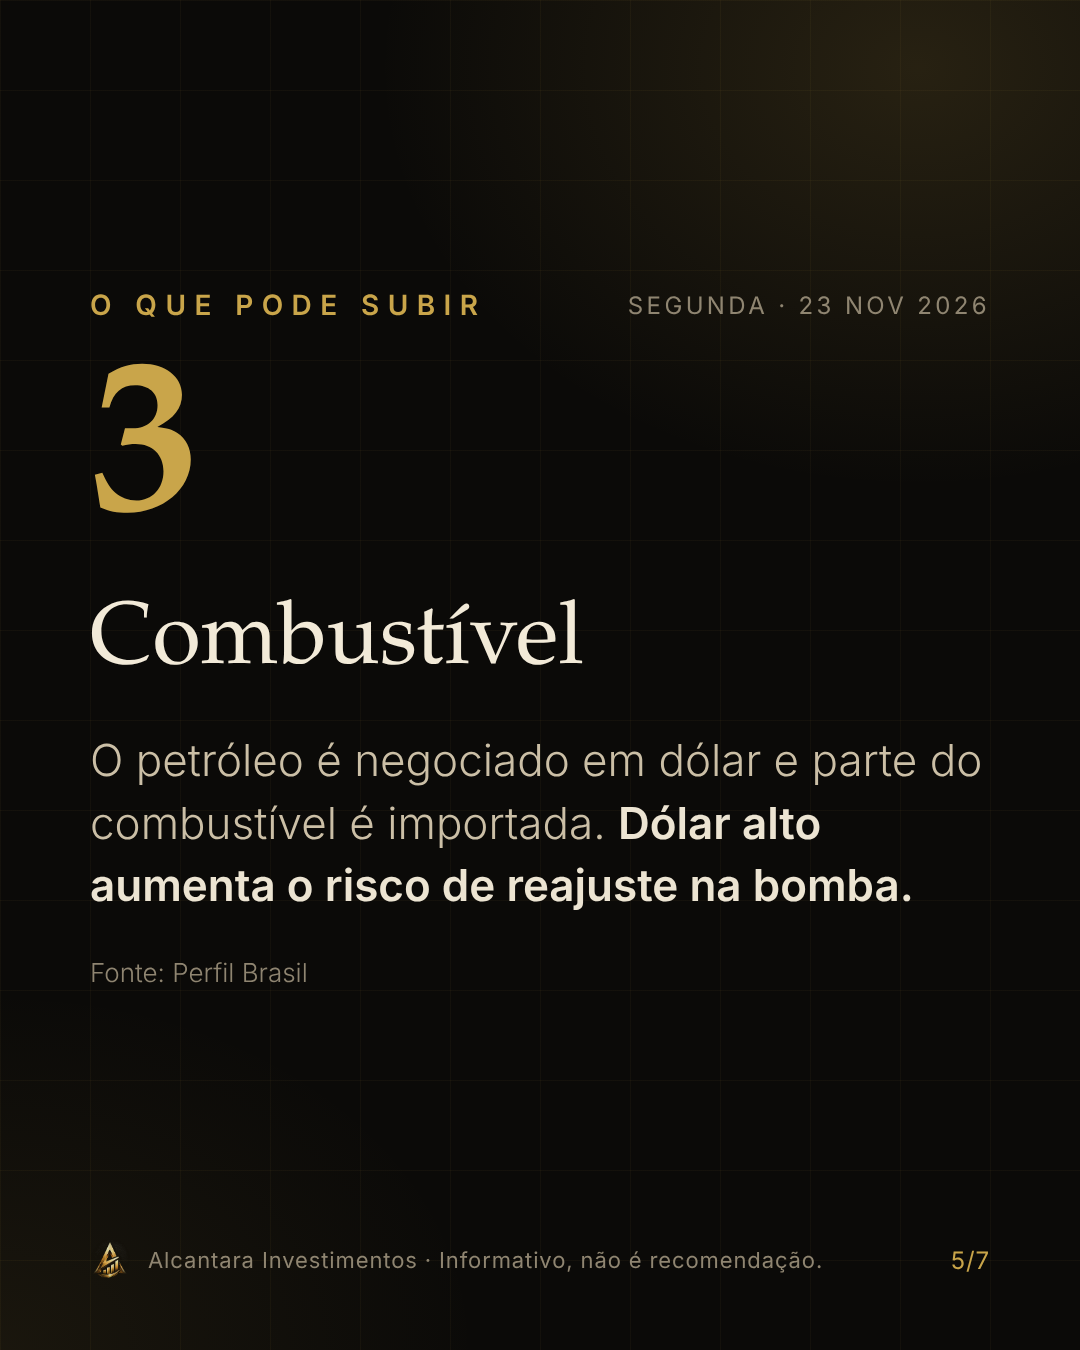 O QUE PODE SUBIR
SEGUNDA · 23 NOV 2026
3
Combustível
O petróleo é negociado em dólar e parte do
combustível é importada. Dólar alto
aumenta o risco de reajuste na bomba.
Fonte: Perfil Brasil
Alcantara Investimentos · Informativo, não é recomendação.
5/7